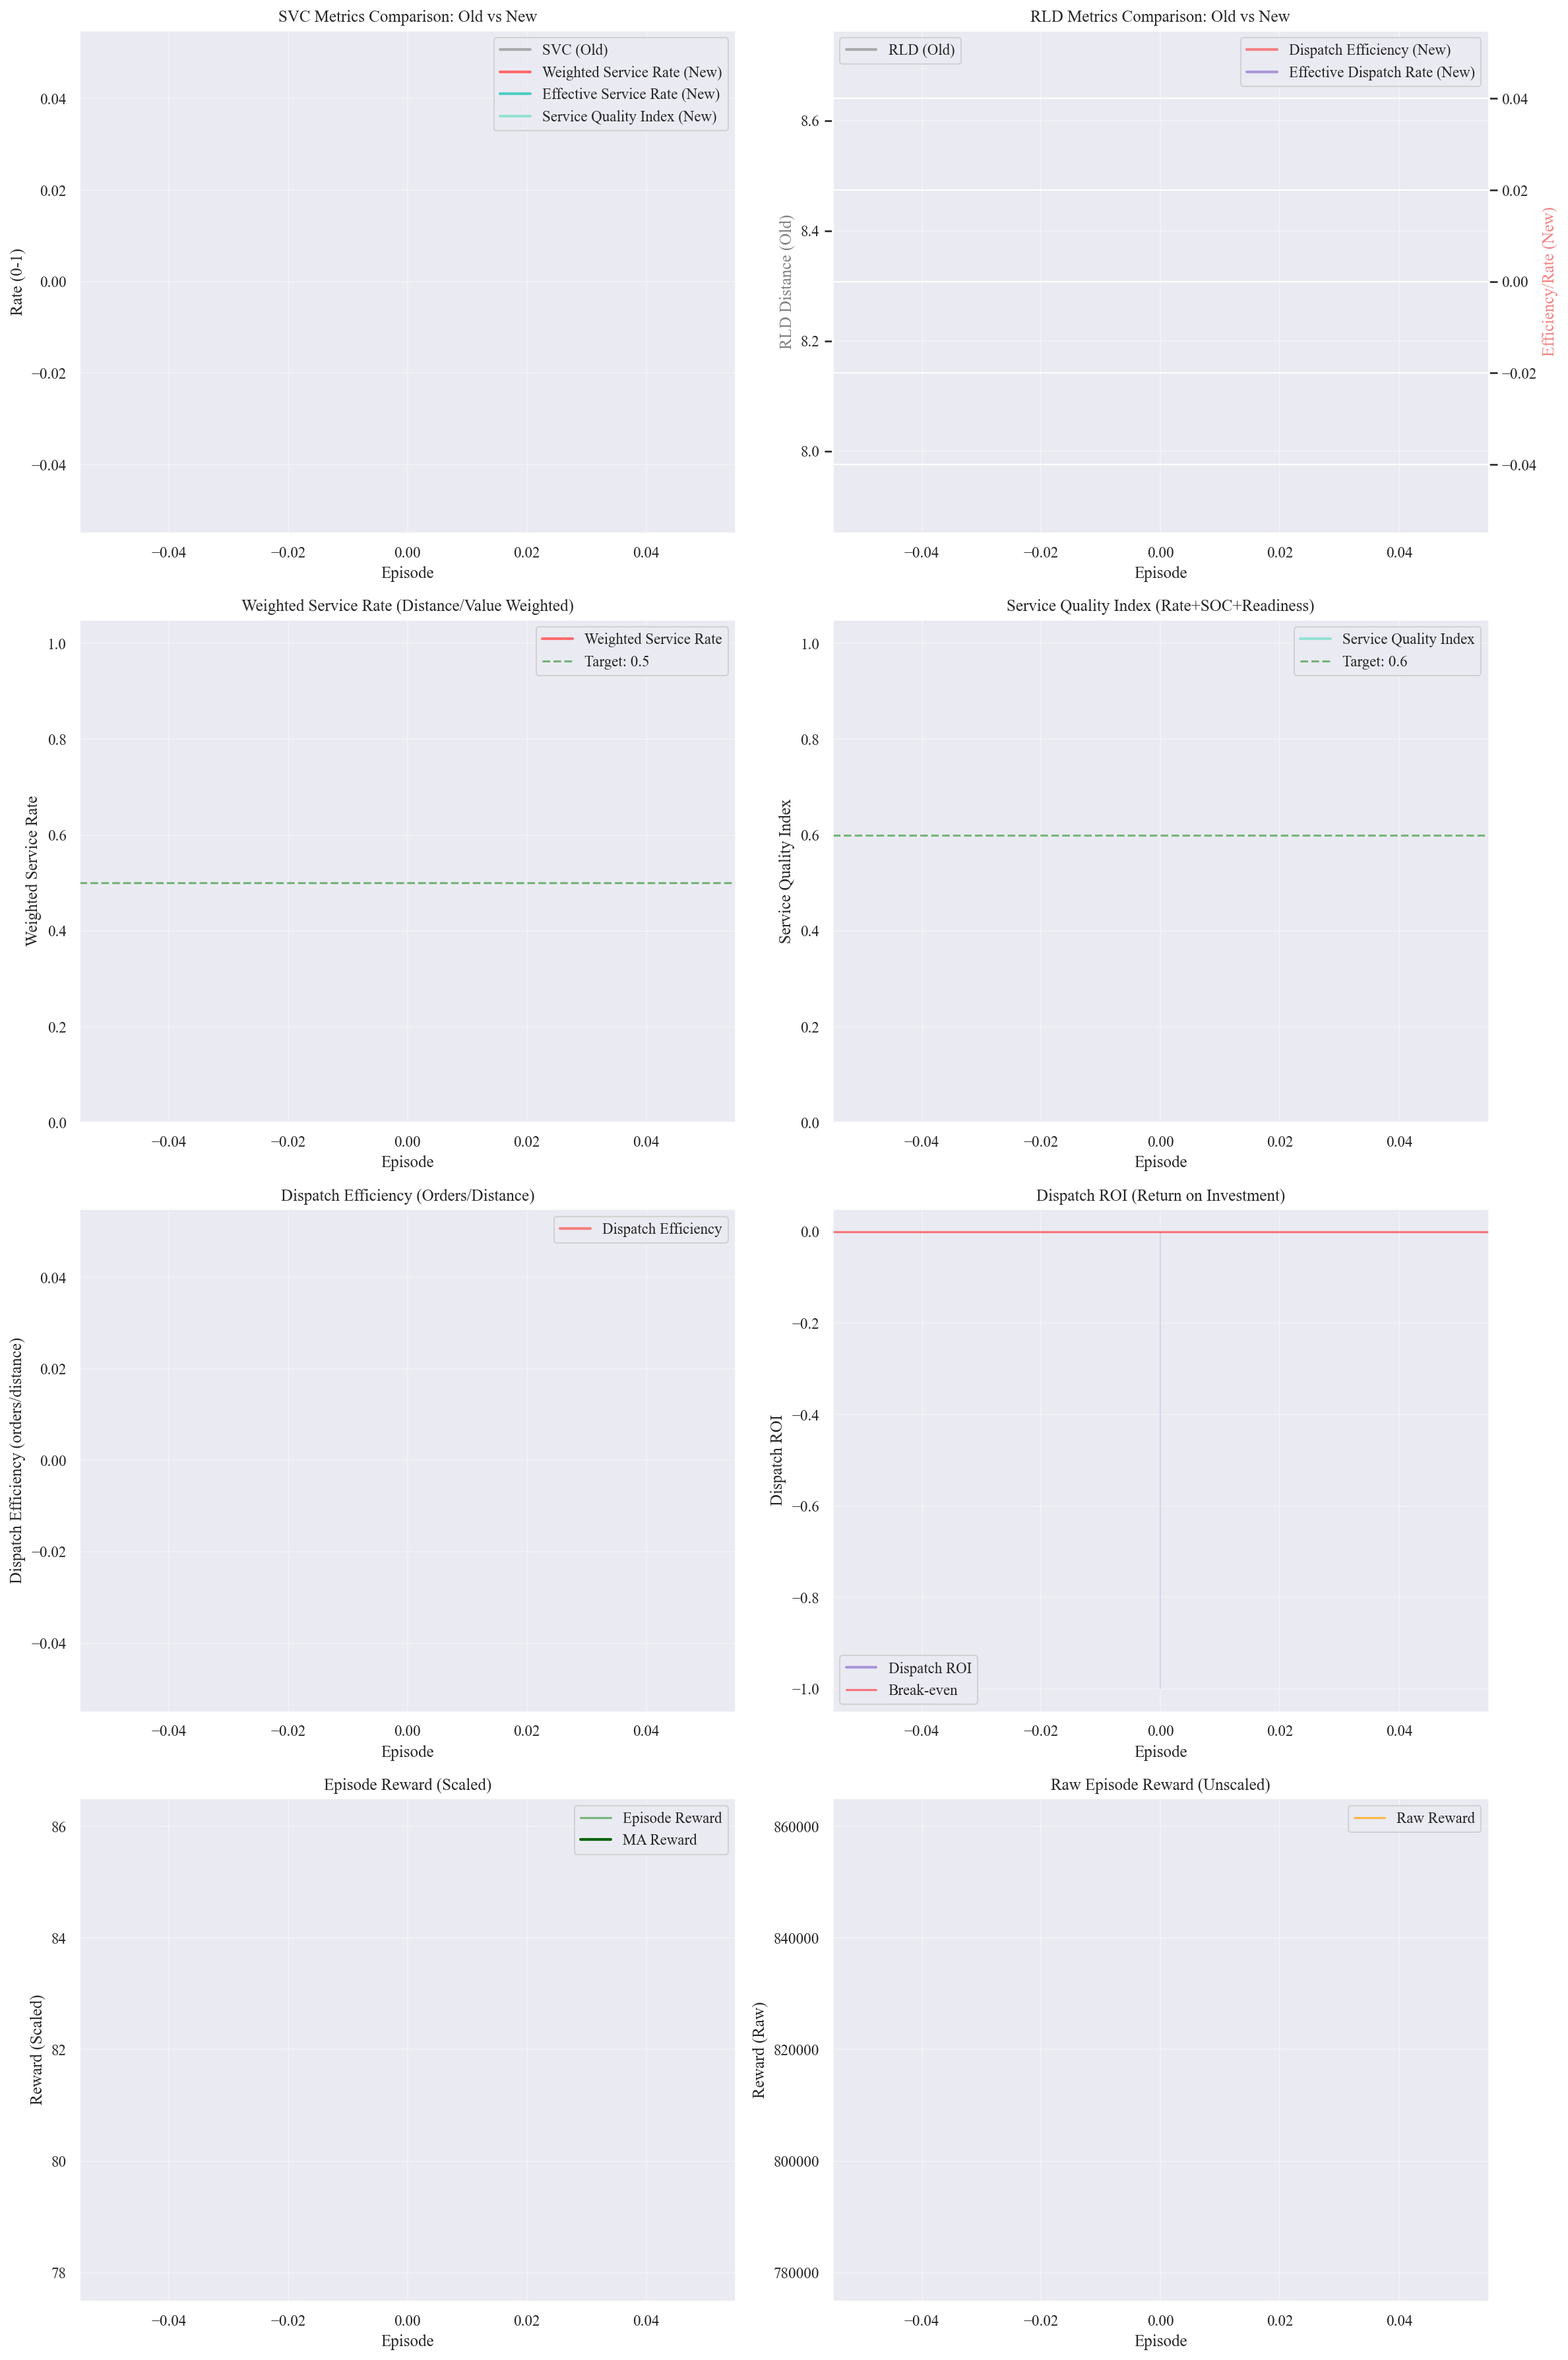 SVC Metrics Comparison: Old vs New
SVC (Old)
Weighted Service Rate (New)
Effective Service Rate (New)
Service Quality Index (New)
Rate (0-1)
0.04
0.02
0.00
−0.02
−0.04
−0.04 −0.02 0.00 0.02 0.04
Episode
RLD Metrics Comparison: Old vs New
RLD (Old)
Dispatch Efficiency (New)
Effective Dispatch Rate (New)
RLD Distance (Old)
8.6
8.4
8.2
8.0
0.04
0.02
0.00
−0.02
−0.04
Efficiency/Rate (New)
−0.04 −0.02 0.00 0.02 0.04
Episode
Weighted Service Rate (Distance/Value Weighted)
Weighted Service Rate
Target: 0.5
Weighted Service Rate
1.0
0.8
0.6
0.4
0.2
0.0
−0.04 −0.02 0.00 0.02 0.04
Episode
Service Quality Index (Rate+SOC+Readiness)
Service Quality Index
Target: 0.6
Service Quality Index
1.0
0.8
0.6
0.4
0.2
0.0
−0.04 −0.02 0.00 0.02 0.04
Episode
Dispatch Efficiency (Orders/Distance)
Dispatch Efficiency
Dispatch Efficiency (orders/distance)
0.04
0.02
0.00
−0.02
−0.04
−0.04 −0.02 0.00 0.02 0.04
Episode
Dispatch ROI (Return on Investment)
Dispatch ROI
0.0
−0.2
−0.4
−0.6
−0.8
−1.0
Dispatch ROI
Break-even
−0.04 −0.02 0.00 0.02 0.04
Episode
Episode Reward (Scaled)
Episode Reward
MA Reward
Reward (Scaled)
86
84
82
80
78
−0.04 −0.02 0.00 0.02 0.04
Episode
Raw Episode Reward (Unscaled)
Raw Reward
Reward (Raw)
860000
840000
820000
800000
780000
−0.04 −0.02 0.00 0.02 0.04
Episode